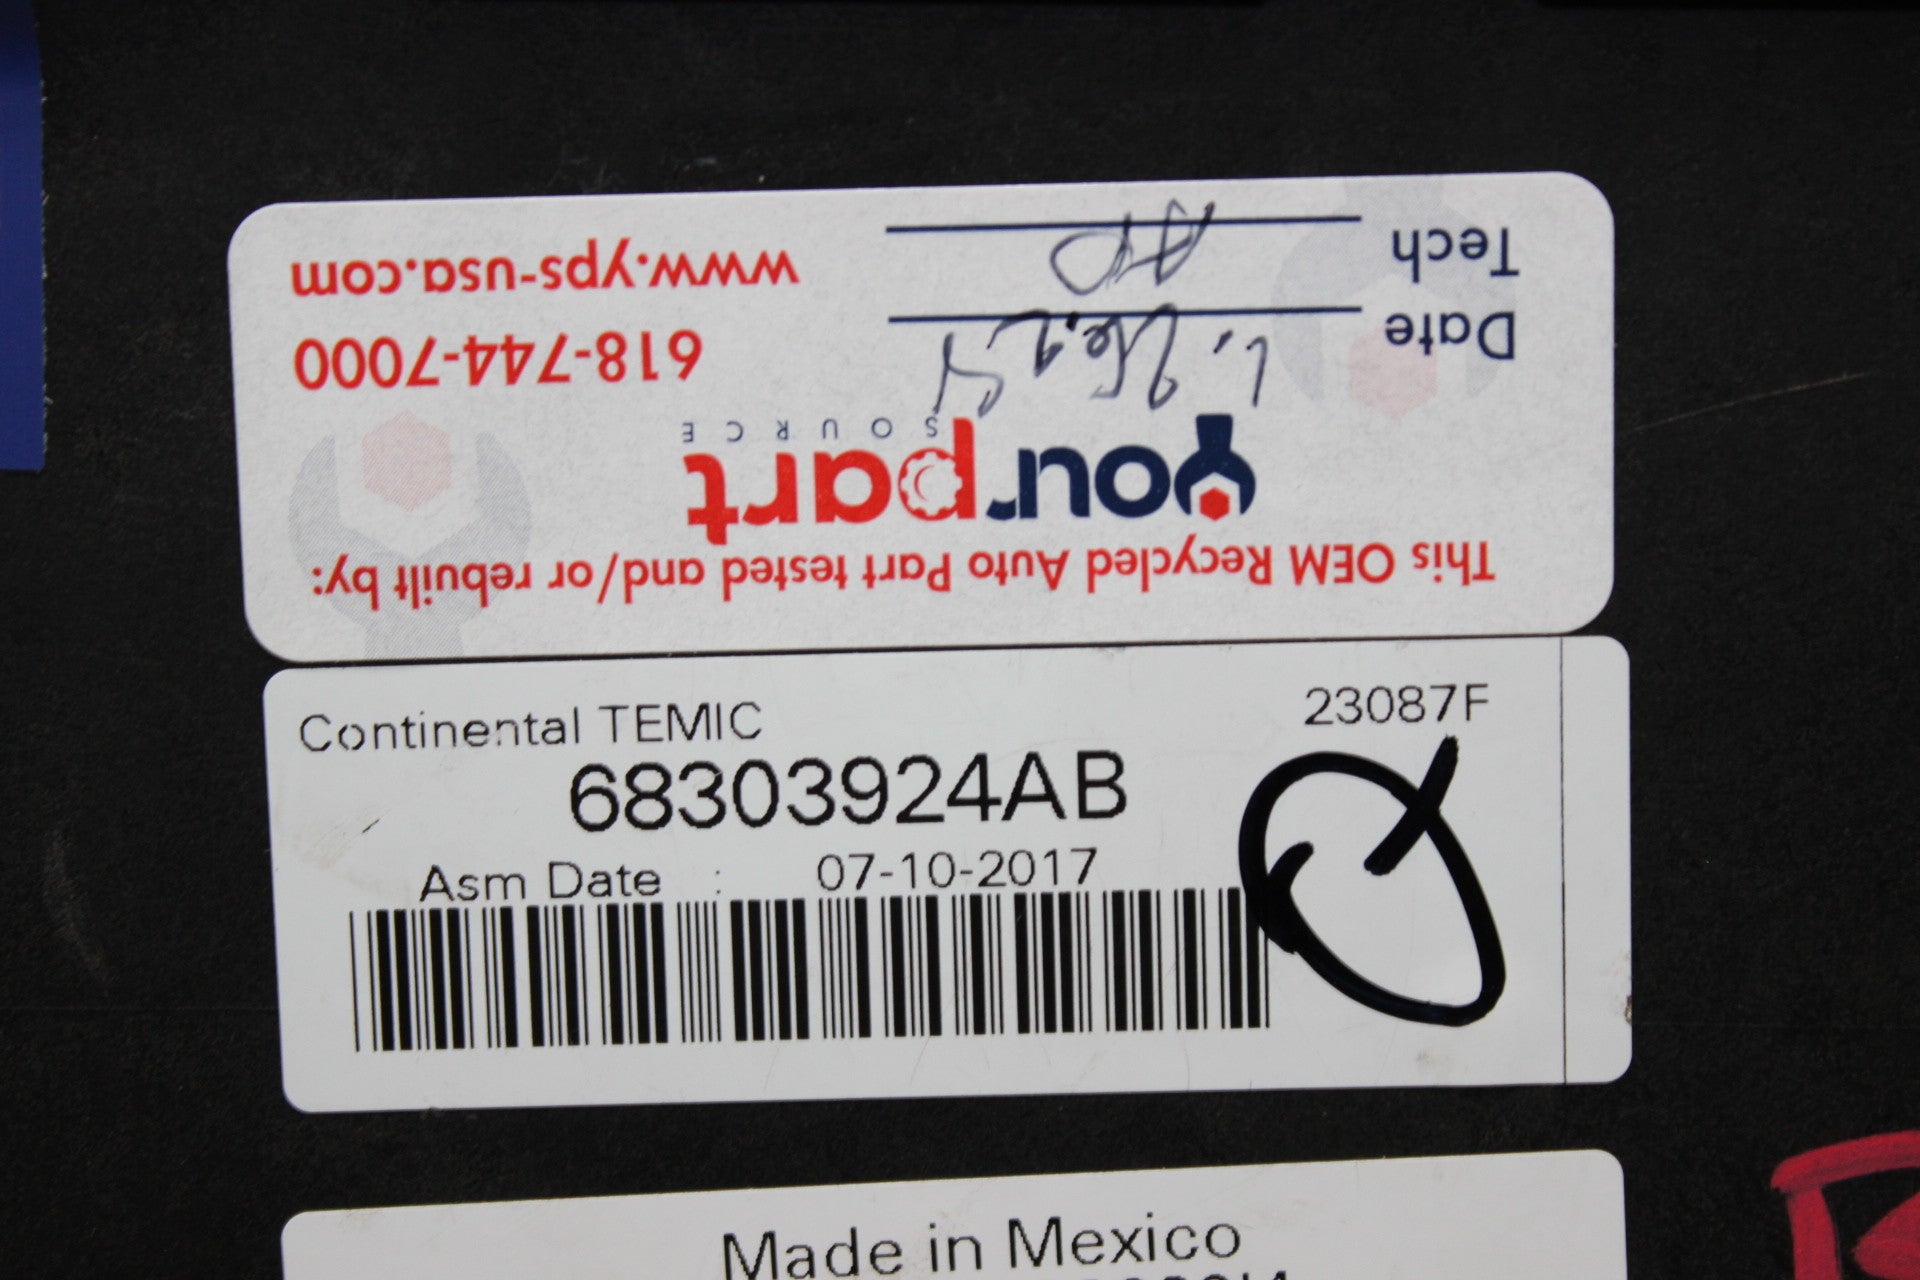 This OEM Recycled Auto Part tested and/or rebuilt by:
your part
SOURCE
618-744-7000
www.yps-usa.com
Date
Tech AD
Continental TEMIC
23087F
68303924AB
Asm Date : 07-10-2017
Made in Mexico